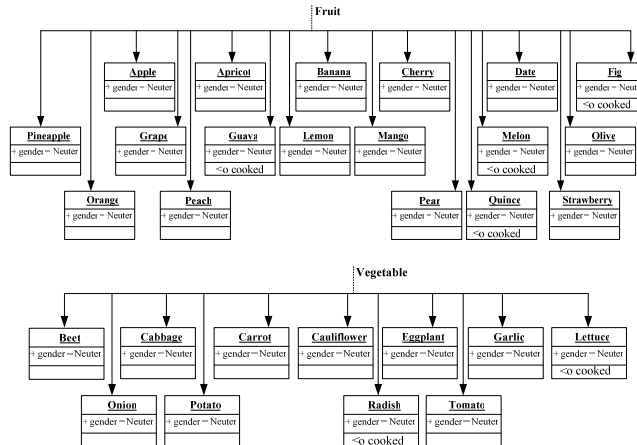 Fruit
Apple
+ gender = Neuter
Apricot
+ gender = Neuter
Banana
+ gender = Neuter
Cherry
+ gender = Neuter
Date
+ gender = Neuter
Fig
+ gender = Neuter
<o cooked
Pineapple
+ gender = Neuter
Grape
+ gender = Neuter
Guava
+ gender = Neuter
<o cooked
Lemon
+ gender = Neuter
Mango
+ gender = Neuter
Melon
+ gender = Neuter
<o cooked
Olive
+ gender = Neuter
Orange
+ gender = Neuter
Peach
+ gender = Neuter
Pear
+ gender = Neuter
Quince
+ gender = Neuter
<o cooked
Strawberry
+ gender = Neuter
Vegetable
Beet
+ gender = Neuter
Cabbage
+ gender = Neuter
Carrot
+ gender = Neuter
Cauliflower
+ gender = Neuter
Eggplant
+ gender = Neuter
Garlic
+ gender = Neuter
Lettuce
+ gender = Neuter
<o cooked
Onion
+ gender = Neuter
Potato
+ gender = Neuter
Radish
+ gender = Neuter
<o cooked
Tomato
+ gender = Neuter